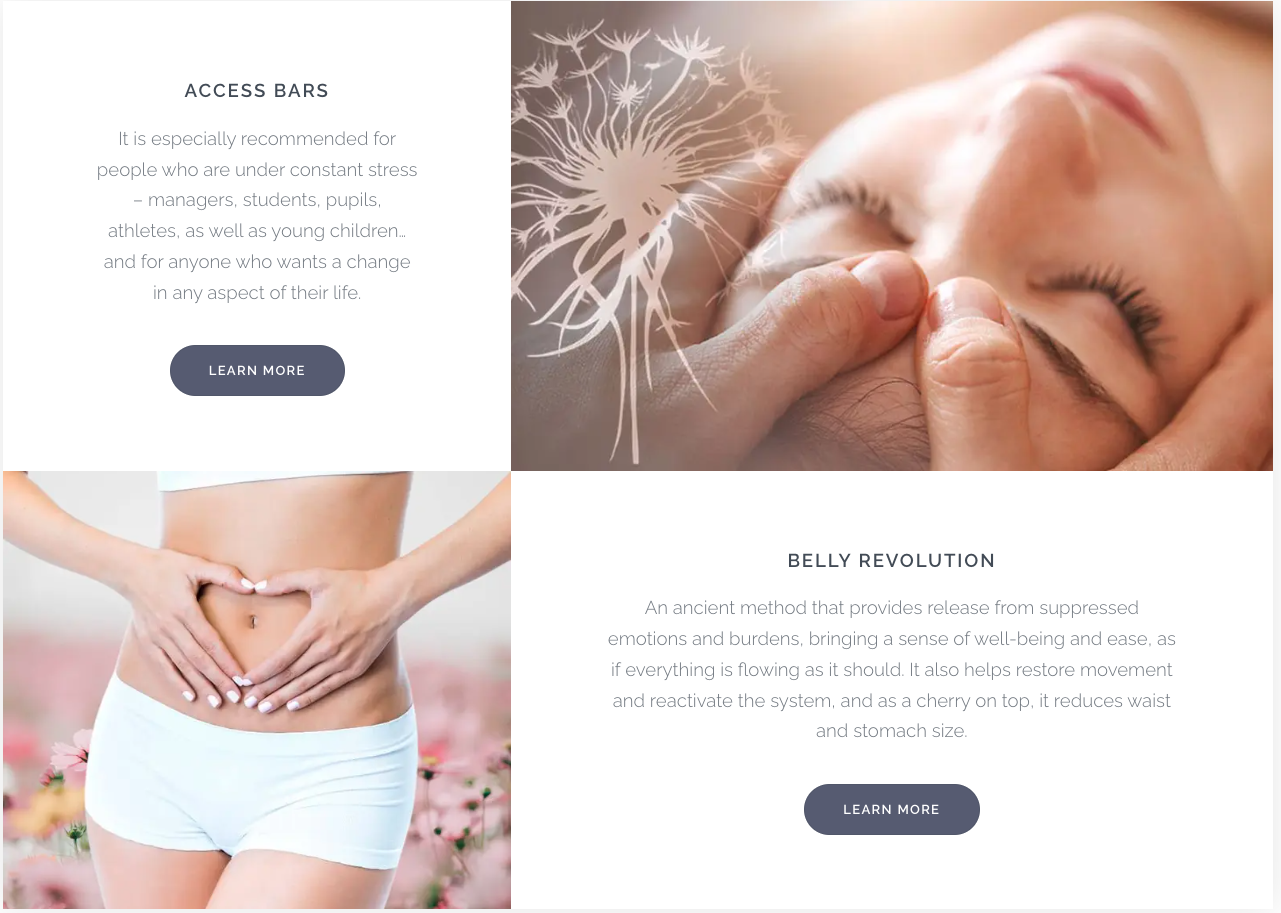 ACCESS BARS
It is especially recommended for
people who are under constant stress
– managers, students, pupils,
athletes, as well as young children…
and for anyone who wants a change
in any aspect of their life.
LEARN MORE
BELLY REVOLUTION
An ancient method that provides release from suppressed
emotions and burdens, bringing a sense of well-being and ease, as
if everything is flowing as it should. It also helps restore movement
and reactivate the system, and as a cherry on top, it reduces waist
and stomach size.
LEARN MORE